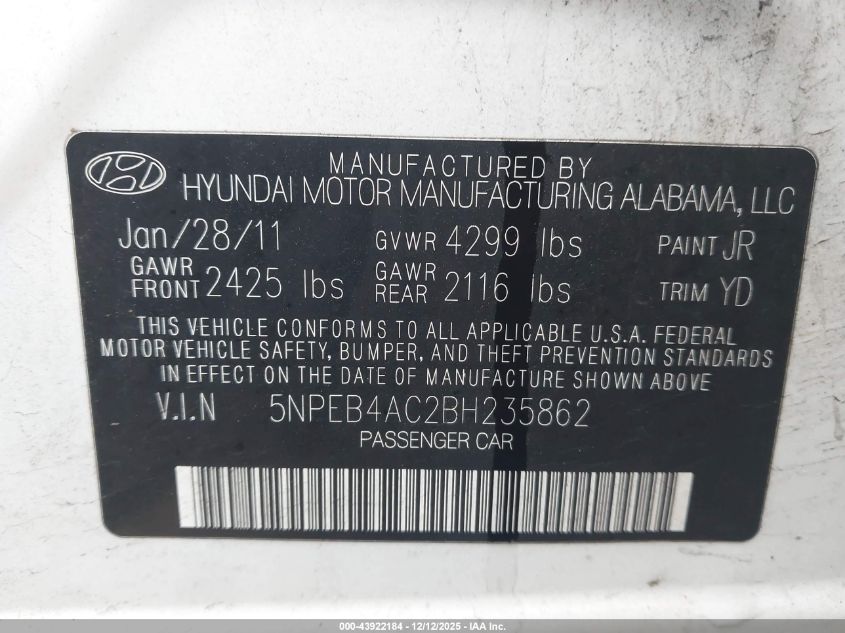 MANUFACTURED BY
HYUNDAI MOTOR MANUFACTURING ALABAMA, LLC
Jan/28/11 GVWR 4299 lbs PAINT JR
GAWR FRONT 2425 lbs GAWR REAR 2116 lbs TRIM YD
THIS VEHICLE CONFORMS TO ALL APPLICABLE U.S.A. FEDERAL
MOTOR VEHICLE SAFETY, BUMPER, AND THEFT PREVENTION STANDARDS
IN EFFECT ON THE DATE OF MANUFACTURE SHOWN ABOVE
V.I.N 5NPEB4AC2BH235862
PASSENGER CAR
000-43922184 - 12/12/2025 - IAA Inc.